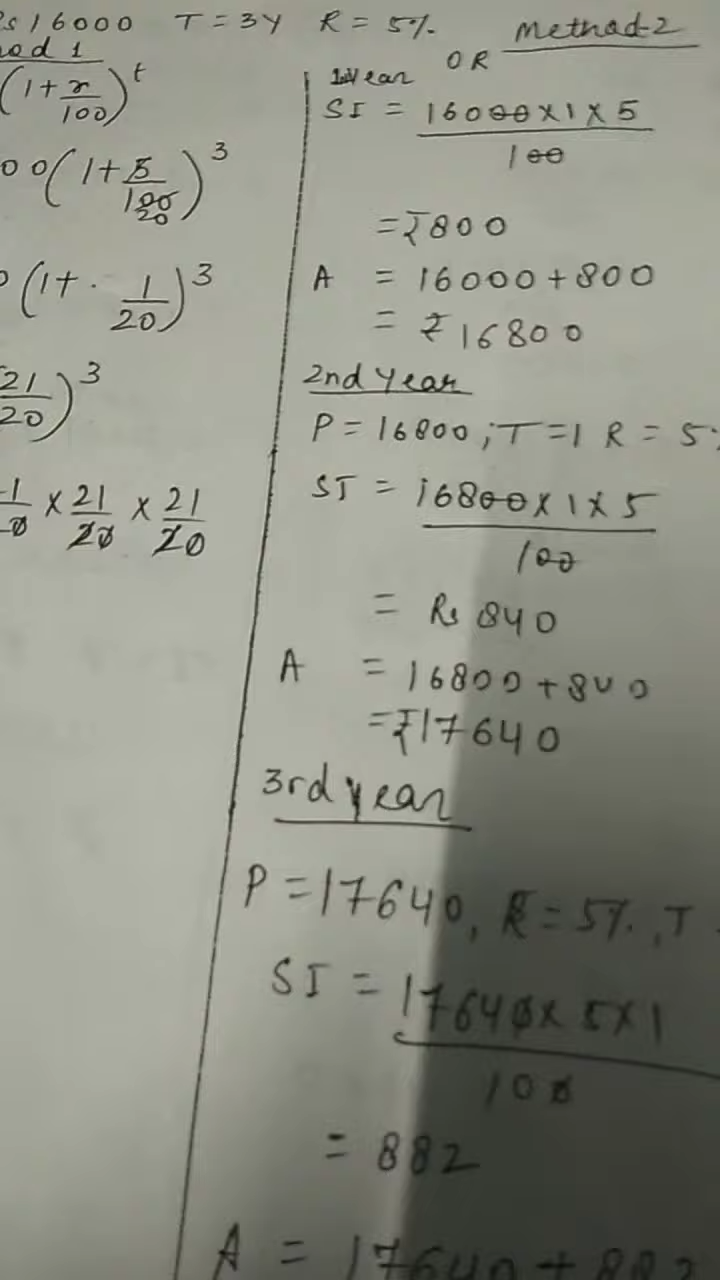 Rs 16000 T = 3Y R = 5%.
1
(1+r/100)^t
00(1+5/100 20)^3
(1+. 1/20)^3
21/20)^3
× 21/20 × 21/20
OR
Method-2
1st Year
SI = 16000×1×5/100
=₹800
A = 16000+800
= ₹16800
2nd Year
P = 16800; T=1 R = 5
SI = 16800×1×5/100
= Rs 840
A = 16800+840
=₹17640
3rd year
P=17640, R=5%., T
SI = 17640×5×1/100
= 882
A = 17640+882